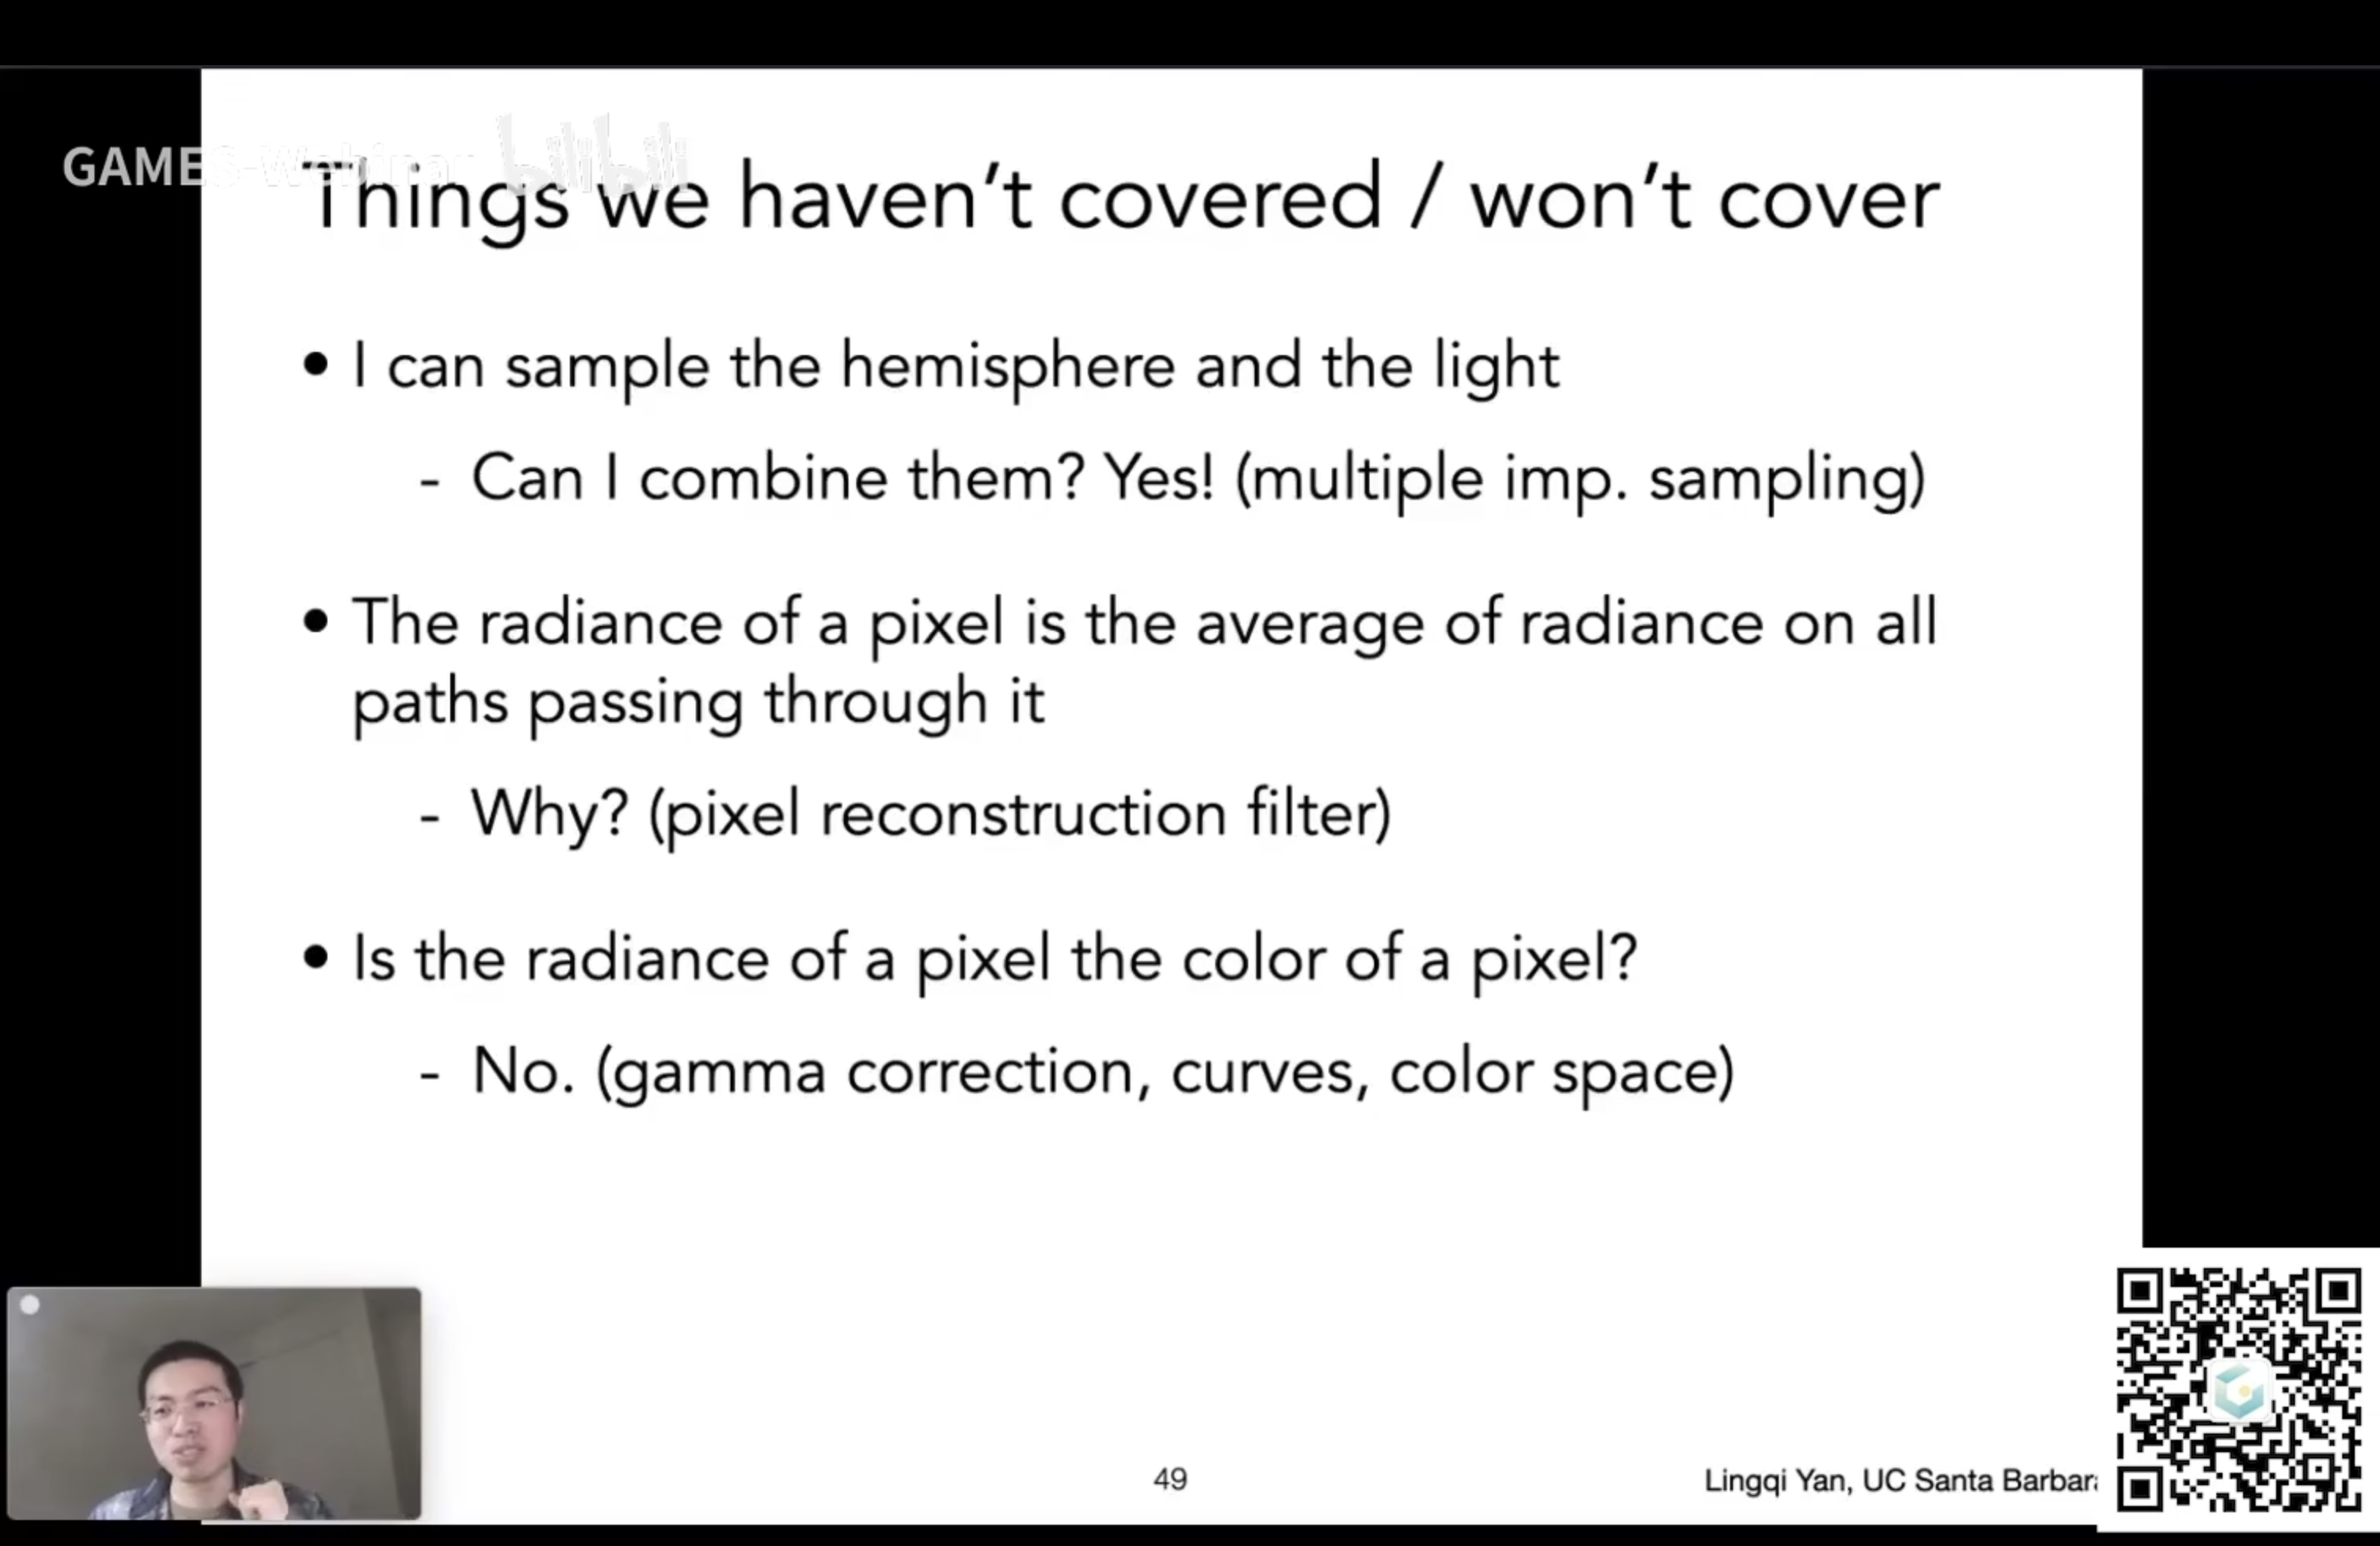 GAMES-Webinar bilibili
Things we haven't covered / won't cover
• I can sample the hemisphere and the light
- Can I combine them? Yes! (multiple imp. sampling)
• The radiance of a pixel is the average of radiance on all
paths passing through it
- Why? (pixel reconstruction filter)
• Is the radiance of a pixel the color of a pixel?
- No. (gamma correction, curves, color space)
49
Lingqi Yan, UC Santa Barbar